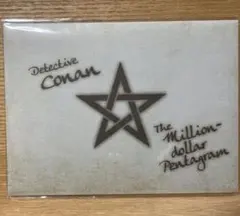 Detective
Conan
The
Million-
dollar
Pentagram